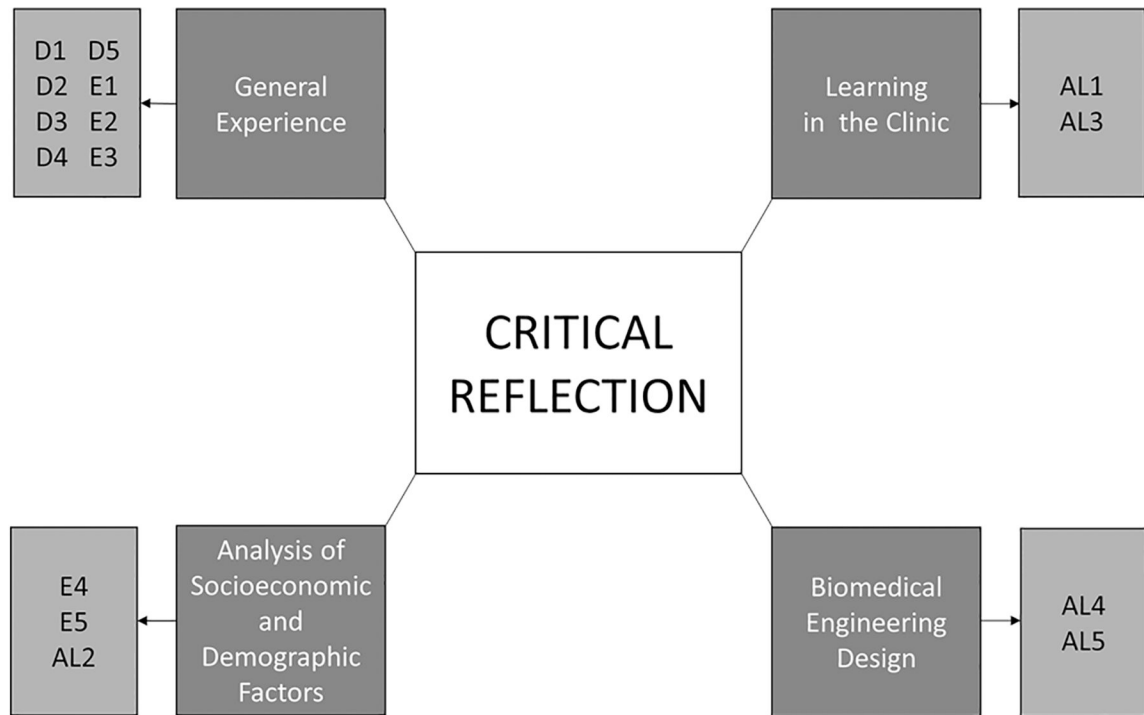 D1 D5
D2 E1
D3 E2
D4 E3
General
Experience
Learning
in the Clinic
AL1
AL3
CRITICAL
REFLECTION
E4
E5
AL2
Analysis of
Socioeconomic
and
Demographic
Factors
Biomedical
Engineering
Design
AL4
AL5